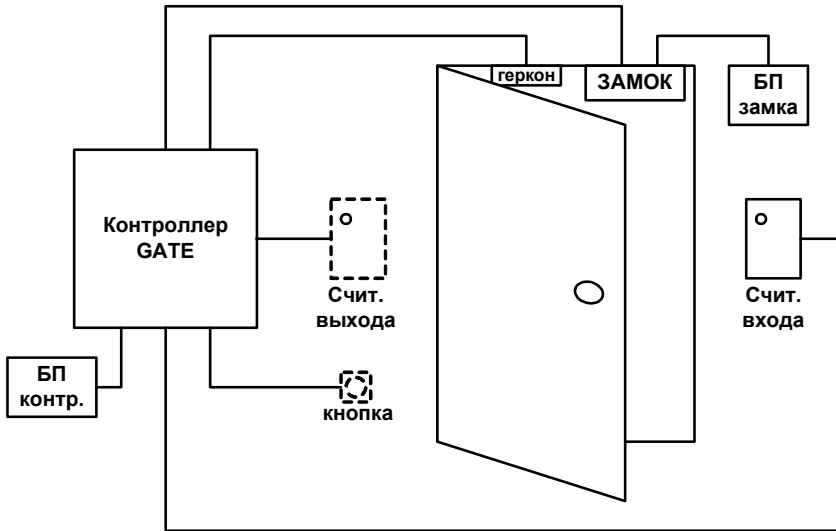 геркон
ЗАМОК
БП
замка
Контроллер
GATE
Счит.
выхода
Счит.
входа
БП
контр.
кнопка